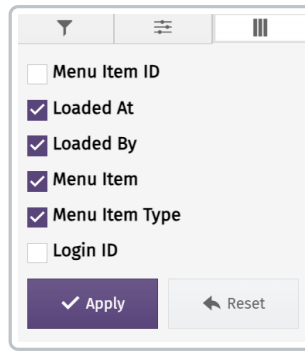 Menu Item ID
Loaded At
Loaded By
Menu Item
Menu Item Type
Login ID
Apply Reset